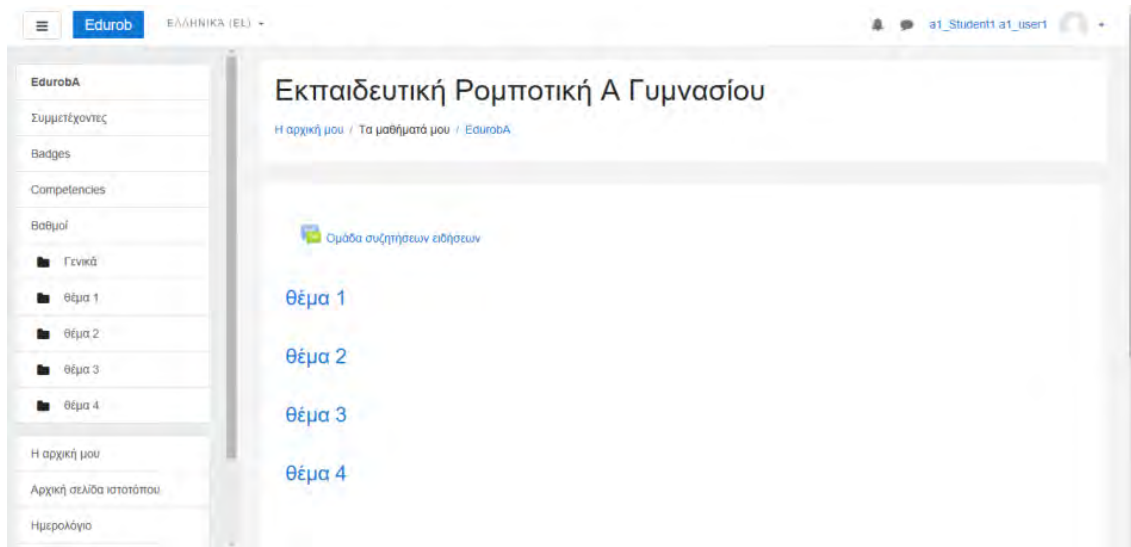 Edurob ΕΛΛΗΝΙΚΆ (EL)
a1_Student1 a1_user1
EdurobA
Συμμετέχοντες
Badges
Competencies
Βαθμοί
Γενικά
θέμα 1
θέμα 2
θέμα 3
θέμα 4
Η αρχική μου
Αρχική σελίδα ιστοτόπου
Ημερολόγιο
Εκπαιδευτική Ρομποτική Α Γυμνασίου
Η αρχική μου / Τα μαθήματά μου / EdurobA
Ομάδα συζητήσεων ειδήσεων
θέμα 1
θέμα 2
θέμα 3
θέμα 4